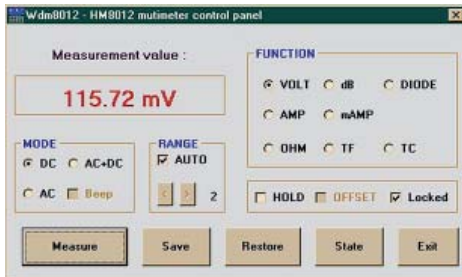 Wdm8012 - HM8012 mutimeter control panel
Measurement value :
115.72 mV
FUNCTION
VOLT dB DIODE
AMP mAMP
OHM TF TC
MODE
DC AC+DC
AC Beep
RANGE
AUTO
< > 2
HOLD OFFSET Locked
Measure Save Restore State Exit